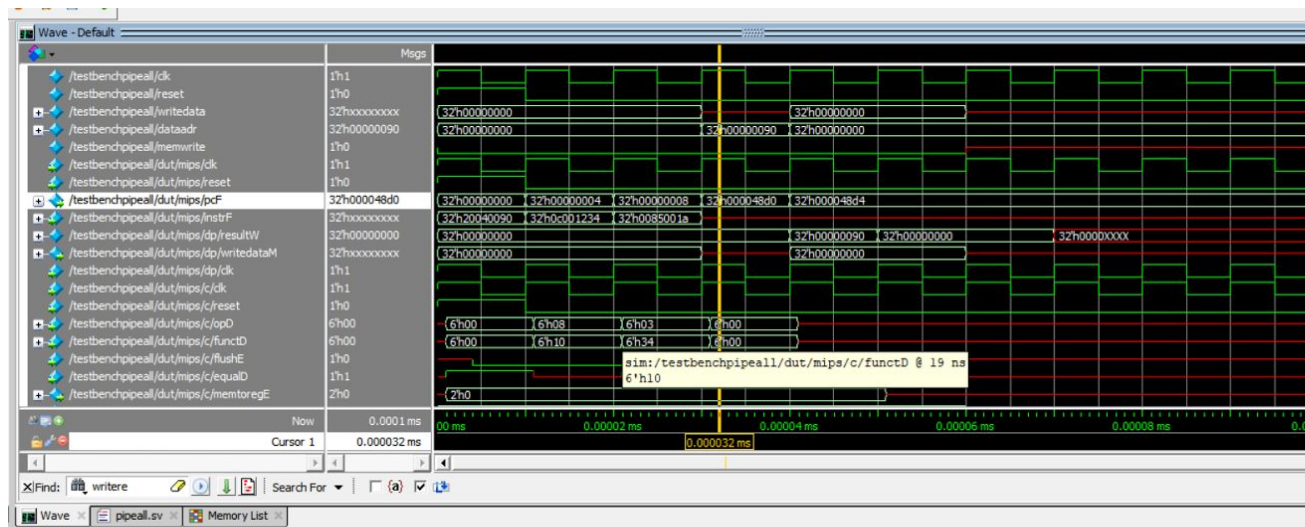 Wave - Default
Msgs
/testbenchpipeall/clk 1'h1
/testbenchpipeall/reset 1'h0
/testbenchpipeall/writedata 32'hxxxxxxxx 32'h00000000 32'h00000000
/testbenchpipeall/dataadr 32'h00000090 32'h00000000 32'h00000090 32'h00000000
/testbenchpipeall/memwrite 1'h0
/testbenchpipeall/dut/mips/clk 1'h1
/testbenchpipeall/dut/mips/reset 1'h0
/testbenchpipeall/dut/mips/pcF 32'h000048d0 32'h00000000 32'h00000004 32'h00000008 32'h000048d0 32'h000048d4
/testbenchpipeall/dut/mips/instrF 32'hxxxxxxxx 32'h20040090 32'h0c001234 32'h0085001a
/testbenchpipeall/dut/mips/dp/resultW 32'h00000000 32'h00000000 32'h00000090 32'h00000000 32'h0000XXXX
/testbenchpipeall/dut/mips/dp/writedataM 32'hxxxxxxxx 32'h00000000 32'h00000000
/testbenchpipeall/dut/mips/dp/clk 1'h1
/testbenchpipeall/dut/mips/c/clk 1'h1
/testbenchpipeall/dut/mips/c/reset 1'h0
/testbenchpipeall/dut/mips/c/opD 6'h00 6'h00 6'h08 6'h03 6'h00
/testbenchpipeall/dut/mips/c/functD 6'h00 6'h00 6'h10 6'h34 6'h00
/testbenchpipeall/dut/mips/c/flushE 1'h0
sim:/testbenchpipeall/dut/mips/c/functD @ 19 ns
/testbenchpipeall/dut/mips/c/equalD 1'h1
6'h10
/testbenchpipeall/dut/mips/c/memtoregE 2'h0 2'h0
Now 0.0001 ms 00 ms 0.00002 ms 0.00004 ms 0.00006 ms 0.00008 ms
Cursor 1 0.000032 ms 0.000032 ms
Find: writere Search For {a}
Wave pipeall.sv Memory List